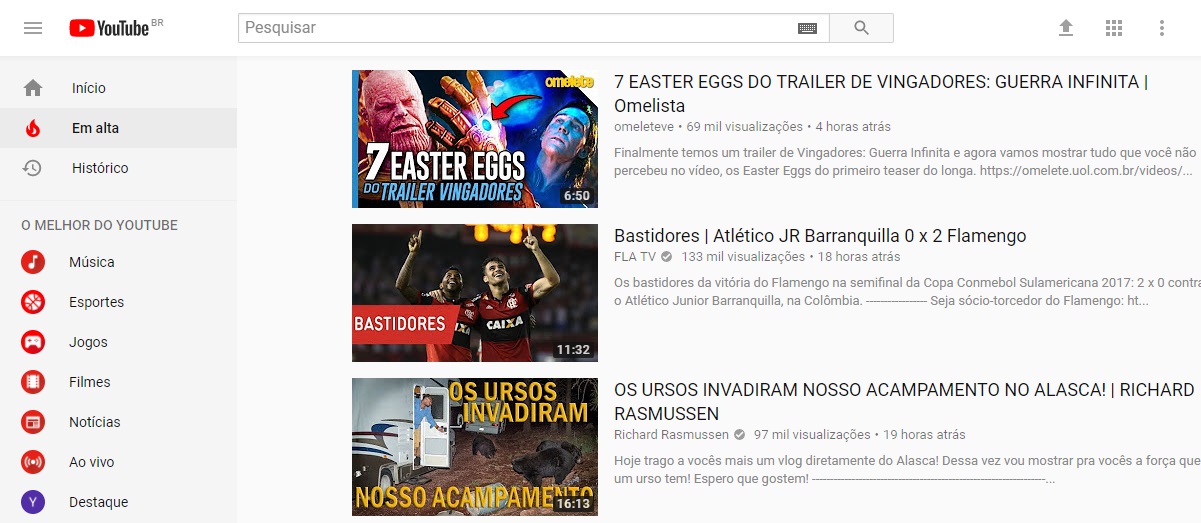 YouTube BR
Pesquisar
Início
Em alta
Histórico
O MELHOR DO YOUTUBE
Música
Esportes
Jogos
Filmes
Notícias
Ao vivo
Y
Destaque
omelete
7 EASTER EGGS
DO TRAILER VINGADORES
6:50
7 EASTER EGGS DO TRAILER DE VINGADORES: GUERRA INFINITA |
Omelista
omeleteve • 69 mil visualizações • 4 horas atrás
Finalmente temos um trailer de Vingadores: Guerra Infinita e agora vamos mostrar tudo que você não
percebeu no vídeo, os Easter Eggs do primeiro teaser do longa. https://omelete.uol.com.br/videos/...
BASTIDORES
CAIXA
CAIXA
11:32
Bastidores | Atlético JR Barranquilla 0 x 2 Flamengo
FLA TV 133 mil visualizações • 18 horas atrás
Os bastidores da vitória do Flamengo na semifinal da Copa Conmebol Sulamericana 2017: 2 x 0 contra
o Atlético Junior Barranquilla, na Colômbia. ------------------ Seja sócio-torcedor do Flamengo: ht...
OS URSOS
INVADIRAM
NOSSO ACAMPAMENTO
16:13
OS URSOS INVADIRAM NOSSO ACAMPAMENTO NO ALASCA! | RICHARD
RASMUSSEN
Richard Rasmussen 97 mil visualizações • 19 horas atrás
Hoje trago a vocês mais um vlog diretamente do Alasca! Dessa vez vou mostrar pra vocês a força que
um urso tem! Espero que gostem! ----------------------------------------------------------------------...